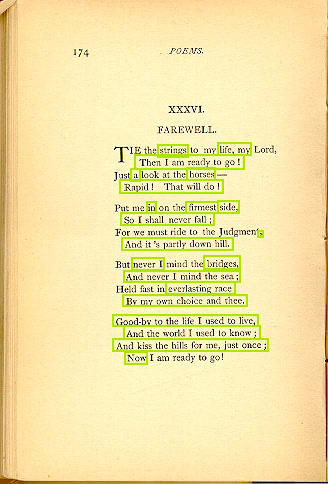 174
POEMS.
XXXVI.
FAREWELL.
TIE the strings to my life, my Lord,
Then I am ready to go!
Just a look at the horses —
Rapid! That will do!
Put me in on the firmest side,
So I shall never fall;
For we must ride to the Judgment,
And it's partly down hill.
But never I mind the bridges,
And never I mind the sea;
Held fast in everlasting race
By my own choice and thee.
Good-by to the life I used to live,
And the world I used to know;
And kiss the hills for me, just once;
Now I am ready to go!